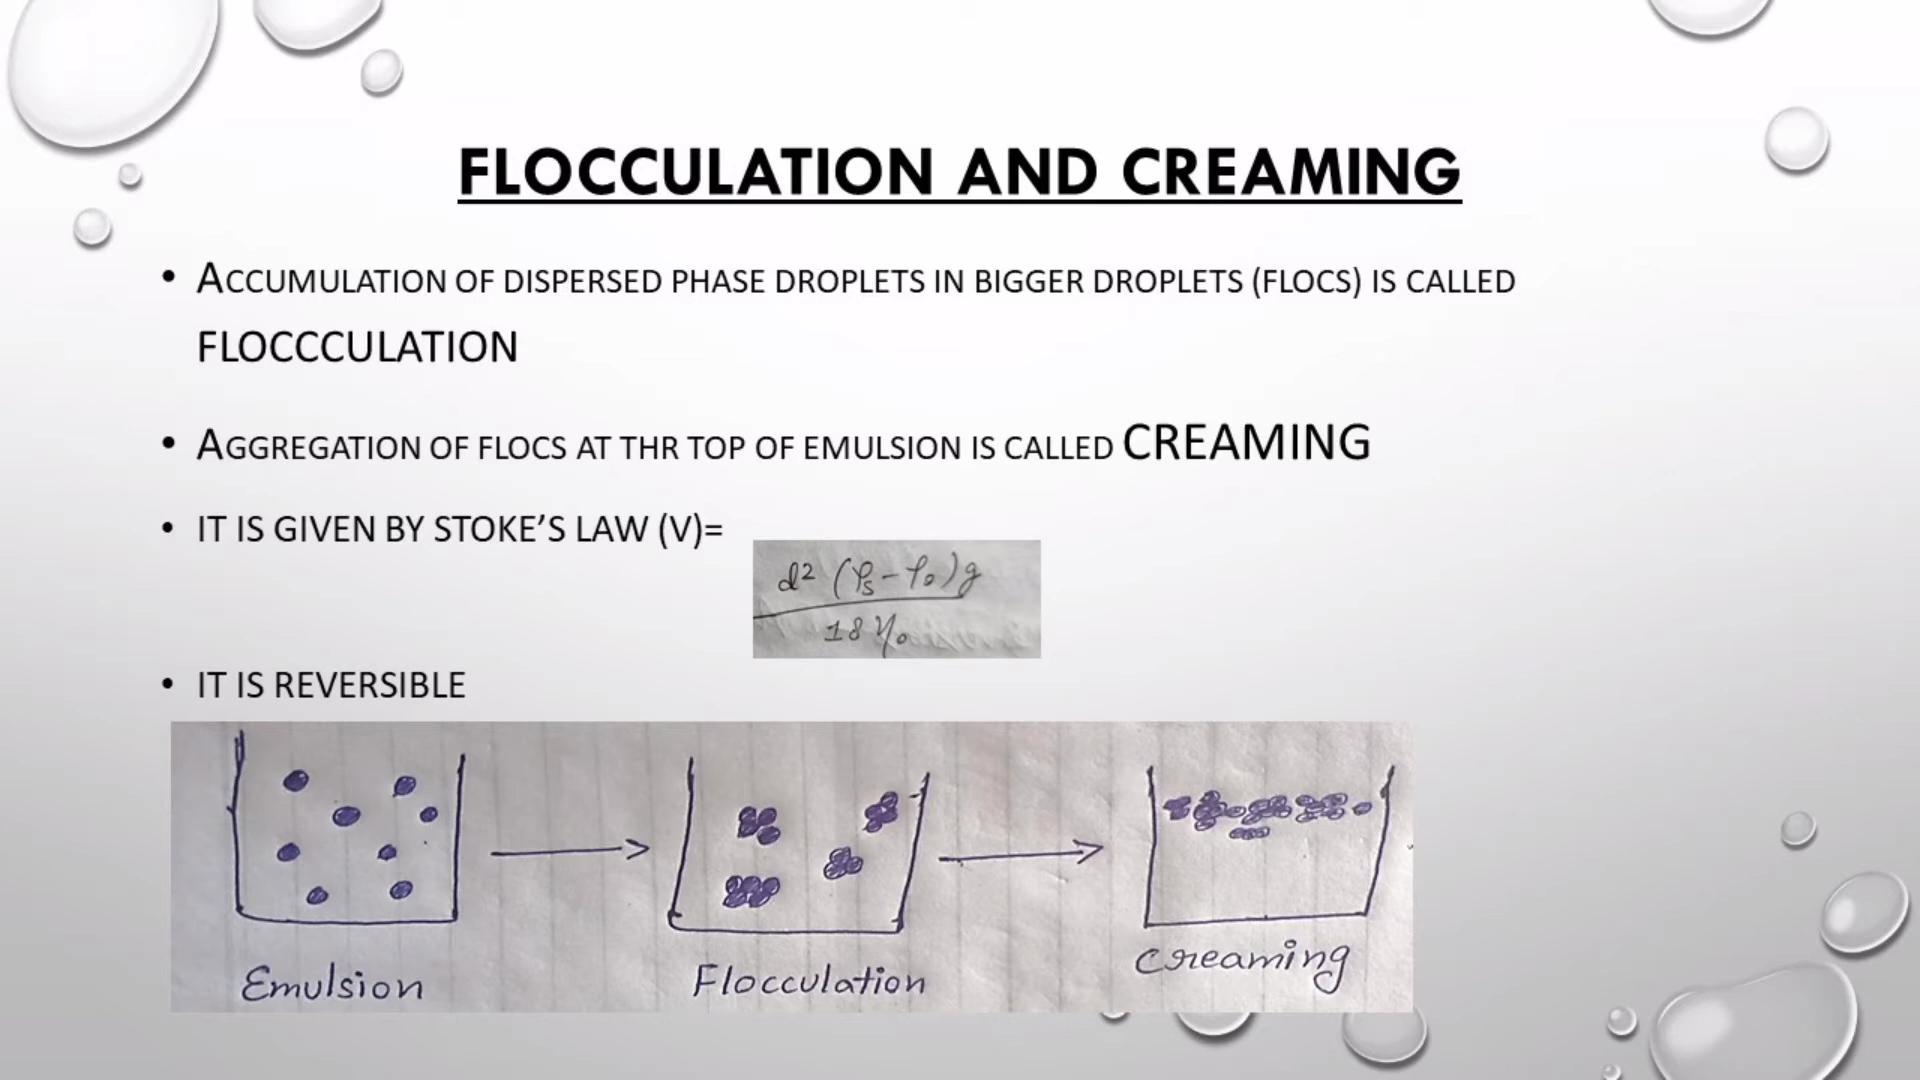 FLOCCULATION AND CREAMING
• ACCUMULATION OF DISPERSED PHASE DROPLETS IN BIGGER DROPLETS (FLOCS) IS CALLED
FLOCCCULATION
• AGGREGATION OF FLOCS AT THR TOP OF EMULSION IS CALLED CREAMING
• IT IS GIVEN BY STOKE’S LAW (V)=
d² (ρs - ρo)g
18 ηo
• IT IS REVERSIBLE
Emulsion
Flocculation
Creaming